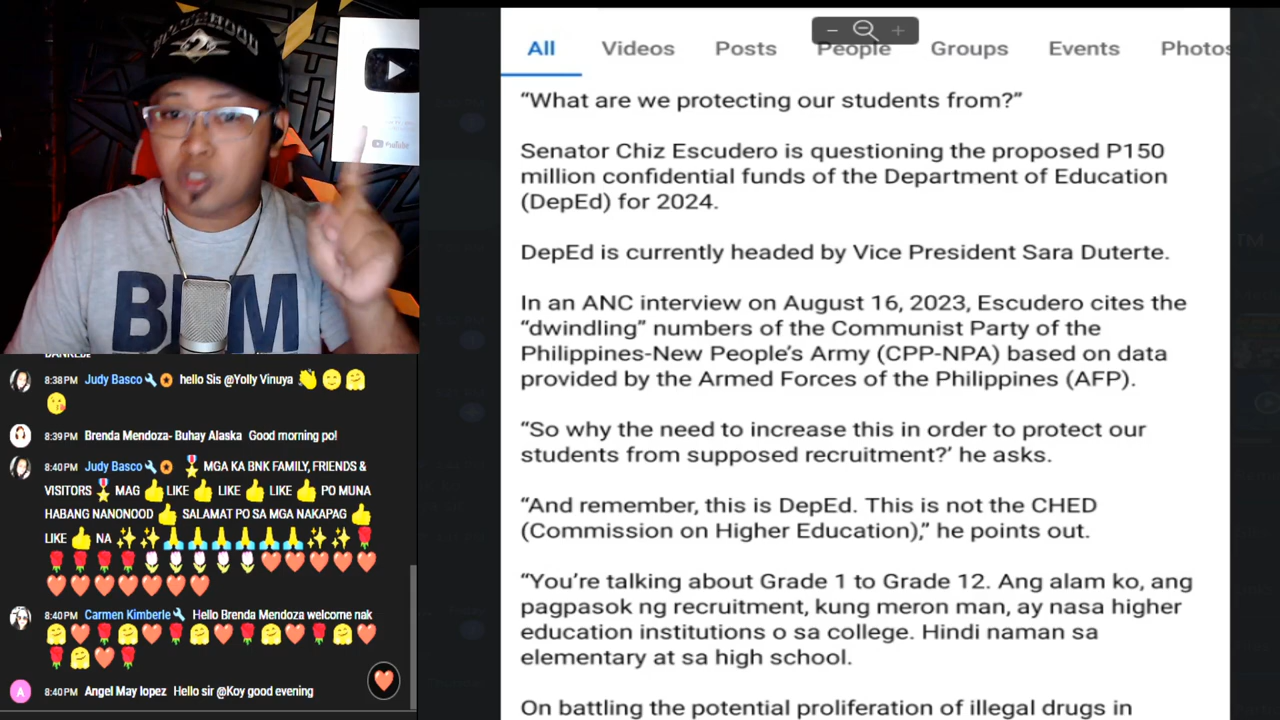 BBM
YouTube
8:38 PM Judy Basco hello Sis @Yolly Vinuya 👋 😊 🤗
😘
8:39 PM Brenda Mendoza- Buhay Alaska Good morning po!
8:40 PM Judy Basco 🎖 MGA KA BNK FAMILY, FRIENDS &
VISITORS 🎖 MAG 👍 LIKE 👍 LIKE 👍 LIKE 👍 PO MUNA
HABANG NANONOOD 👍 SALAMAT PO SA MGA NAKAPAG 👍
LIKE 👍 NA ✨ ✨ 🙏 🙏 🙏 🙏 🙏 🙏 ✨ ✨ 🌹
🌹 🌹 🌹 🌹 🌷 🌷 🌷 🌷 🌷 ❤️ ❤️ ❤️ ❤️ ❤️
❤️ ❤️ ❤️ ❤️ ❤️ ❤️ ❤️
8:40 PM Carmen Kimberle Hello Brenda Mendoza welcome nak
🤗 ❤️ 🌹 🤗 ❤️ 🌹 🤗 ❤️ 🌹 🤗 🌹 🤗 ❤️ 🌹
🌹 🤗 ❤️ 🌹
A 8:40 PM Angel May lopez Hello sir @Koy good evening
All Videos Posts People Groups Events Photos
“What are we protecting our students from?”
Senator Chiz Escudero is questioning the proposed P150
million confidential funds of the Department of Education
(DepEd) for 2024.
DepEd is currently headed by Vice President Sara Duterte.
In an ANC interview on August 16, 2023, Escudero cites the
“dwindling” numbers of the Communist Party of the
Philippines-New People’s Army (CPP-NPA) based on data
provided by the Armed Forces of the Philippines (AFP).
“So why the need to increase this in order to protect our
students from supposed recruitment?’ he asks.
“And remember, this is DepEd. This is not the CHED
(Commission on Higher Education),” he points out.
“You’re talking about Grade 1 to Grade 12. Ang alam ko, ang
pagpasok ng recruitment, kung meron man, ay nasa higher
education institutions o sa college. Hindi naman sa
elementary at sa high school.
On battling the potential proliferation of illegal drugs in